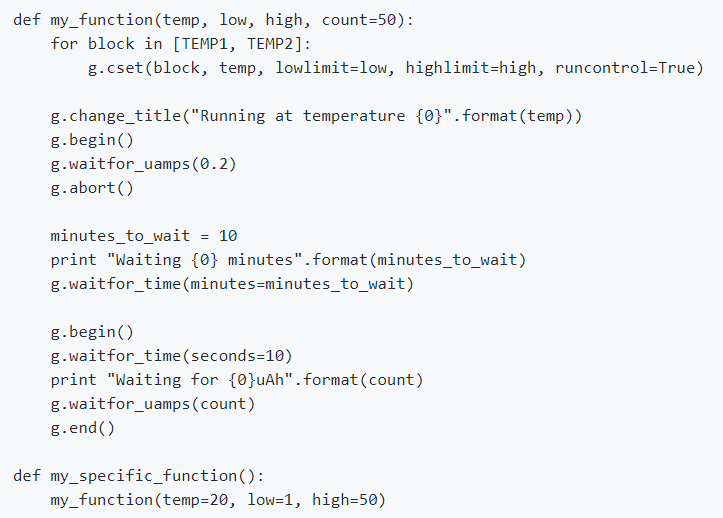 def my_function(temp, low, high, count=50):
    for block in [TEMP1, TEMP2]:
        g.cset(block, temp, lowlimit=low, highlimit=high, runcontrol=True)

    g.change_title("Running at temperature {0}".format(temp))
    g.begin()
    g.waitfor_uamps(0.2)
    g.abort()

    minutes_to_wait = 10
    print "Waiting {0} minutes".format(minutes_to_wait)
    g.waitfor_time(minutes=minutes_to_wait)

    g.begin()
    g.waitfor_time(seconds=10)
    print "Waiting for {0}uAh".format(count)
    g.waitfor_uamps(count)
    g.end()

def my_specific_function():
    my_function(temp=20, low=1, high=50)